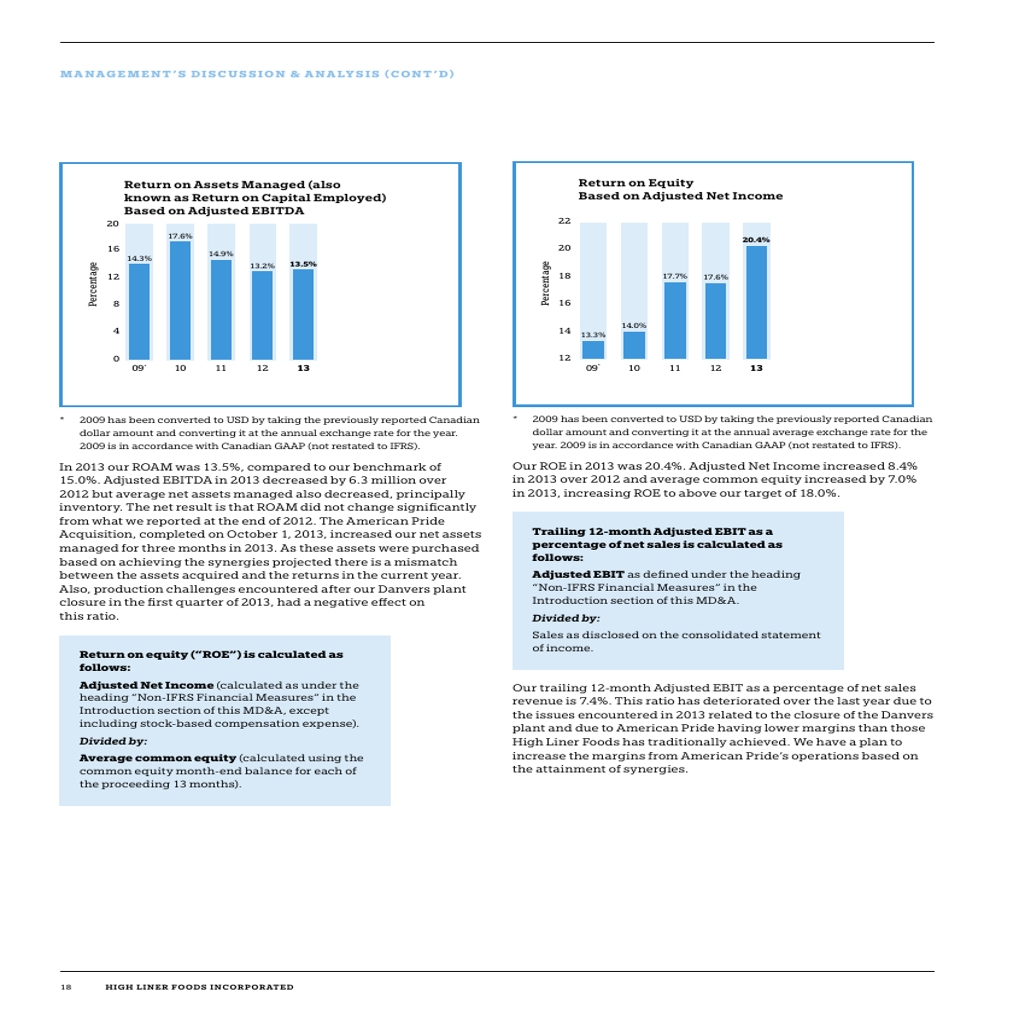 MANAGEMENT'S DISCUSSION & ANALYSIS (CONT'D)
Return on Assets Managed (also
known as Return on Capital Employed)
Based on Adjusted EBITDA
Percentage
20
16
12
8
4
0
14.3%
17.6%
14.9%
13.2%
13.5%
09*
10
11
12
13
* 2009 has been converted to USD by taking the previously reported Canadian
dollar amount and converting it at the annual exchange rate for the year.
2009 is in accordance with Canadian GAAP (not restated to IFRS).
In 2013 our ROAM was 13.5%, compared to our benchmark of
15.0%. Adjusted EBITDA in 2013 decreased by 6.3 million over
2012 but average net assets managed also decreased, principally
inventory. The net result is that ROAM did not change significantly
from what we reported at the end of 2012. The American Pride
Acquisition, completed on October 1, 2013, increased our net assets
managed for three months in 2013. As these assets were purchased
based on achieving the synergies projected there is a mismatch
between the assets acquired and the returns in the current year.
Also, production challenges encountered after our Danvers plant
closure in the first quarter of 2013, had a negative effect on
this ratio.
Return on equity ("ROE") is calculated as
follows:
Adjusted Net Income (calculated as under the
heading "Non-IFRS Financial Measures" in the
Introduction section of this MD&A, except
including stock-based compensation expense).
Divided by:
Average common equity (calculated using the
common equity month-end balance for each of
the proceeding 13 months).
Return on Equity
Based on Adjusted Net Income
Percentage
22
20
18
16
14
12
13.3%
14.0%
17.7%
17.6%
20.4%
09*
10
11
12
13
* 2009 has been converted to USD by taking the previously reported Canadian
dollar amount and converting it at the annual average exchange rate for the
year. 2009 is in accordance with Canadian GAAP (not restated to IFRS).
Our ROE in 2013 was 20.4%. Adjusted Net Income increased 8.4%
in 2013 over 2012 and average common equity increased by 7.0%
in 2013, increasing ROE to above our target of 18.0%.
Trailing 12-month Adjusted EBIT as a
percentage of net sales is calculated as
follows:
Adjusted EBIT as defined under the heading
"Non-IFRS Financial Measures" in the
Introduction section of this MD&A.
Divided by:
Sales as disclosed on the consolidated statement
of income.
Our trailing 12-month Adjusted EBIT as a percentage of net sales
revenue is 7.4%. This ratio has deteriorated over the last year due to
the issues encountered in 2013 related to the closure of the Danvers
plant and due to American Pride having lower margins than those
High Liner Foods has traditionally achieved. We have a plan to
increase the margins from American Pride's operations based on
the attainment of synergies.
18 HIGH LINER FOODS INCORPORATED